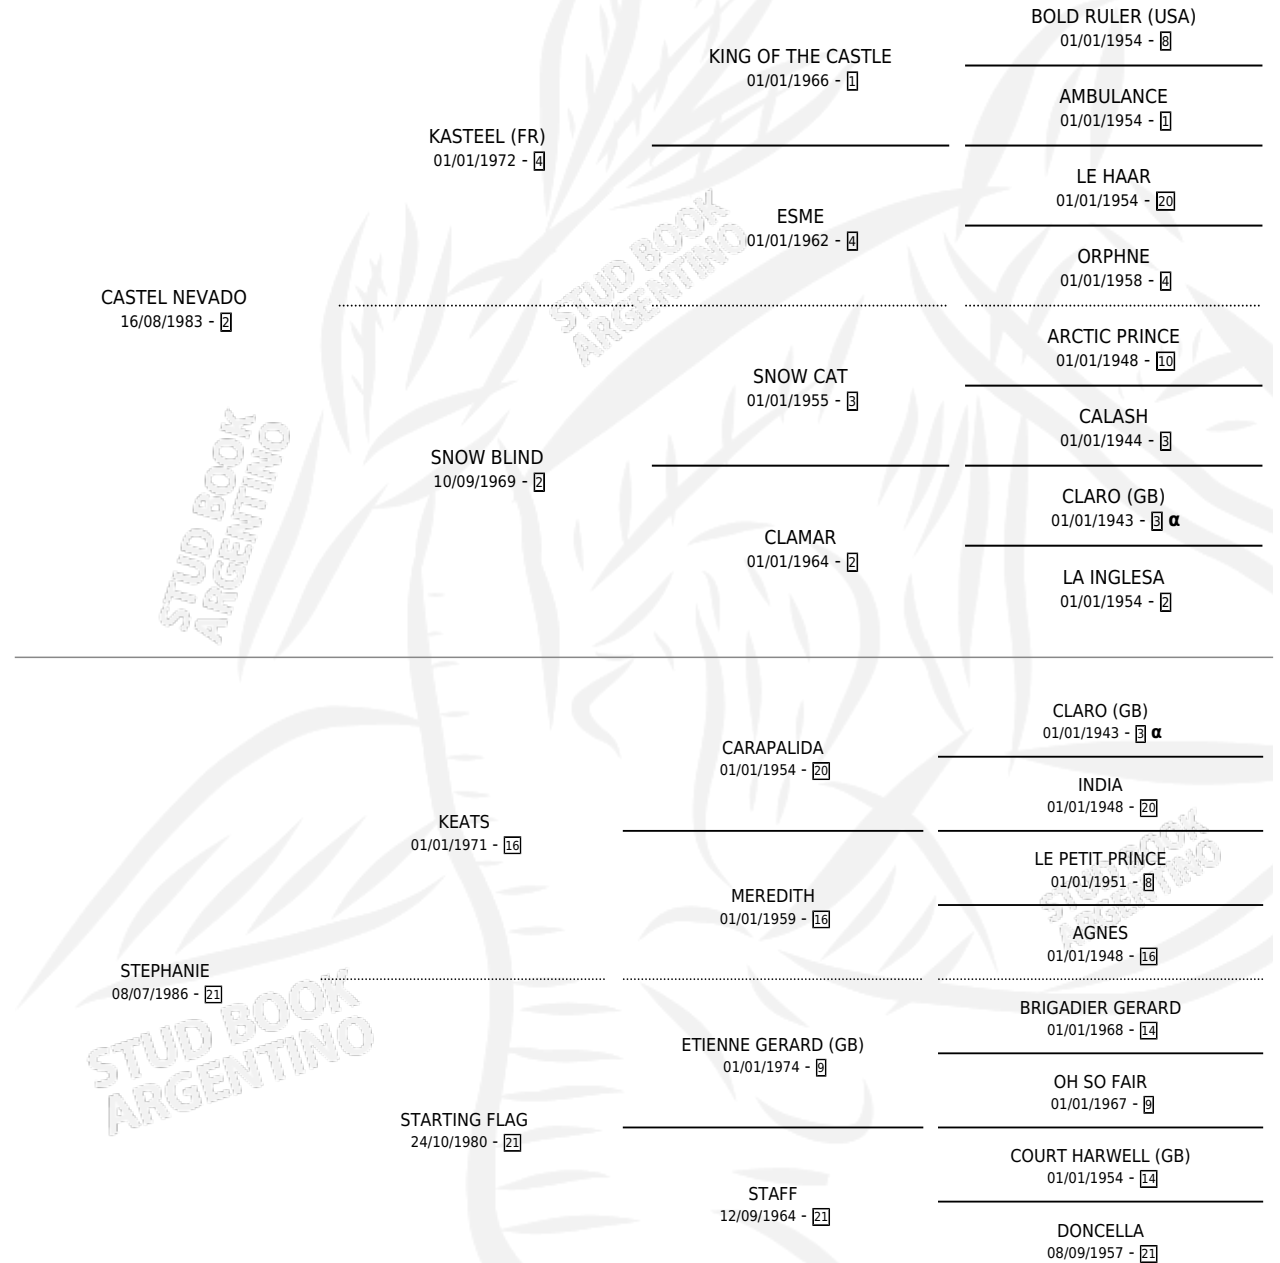 BOLD RULER (USA)
01/01/1954 - 8
KING OF THE CASTLE
01/01/1966 - 1
AMBULANCE
01/01/1954 - 1
KASTEEL (FR)
01/01/1972 - 4
LE HAAR
01/01/1954 - 20
ESME
01/01/1962 - 4
ORPHNE
01/01/1958 - 4
CASTEL NEVADO
16/08/1983 - 2
ARCTIC PRINCE
01/01/1948 - 10
SNOW CAT
01/01/1955 - 3
CALASH
01/01/1944 - 3
SNOW BLIND
10/09/1969 - 2
CLARO (GB)
01/01/1943 - 3 α
CLAMAR
01/01/1964 - 2
LA INGLESA
01/01/1954 - 2
CLARO (GB)
01/01/1943 - 3 α
CARAPALIDA
01/01/1954 - 20
INDIA
01/01/1948 - 20
KEATS
01/01/1971 - 16
LE PETIT PRINCE
01/01/1951 - 8
MEREDITH
01/01/1959 - 16
AGNES
01/01/1948 - 16
STEPHANIE
08/07/1986 - 21
BRIGADIER GERARD
01/01/1968 - 14
ETIENNE GERARD (GB)
01/01/1974 - 9
OH SO FAIR
01/01/1967 - 9
STARTING FLAG
24/10/1980 - 21
COURT HARWELL (GB)
01/01/1954 - 14
STAFF
12/09/1964 - 21
DONCELLA
08/09/1957 - 21
STUD BOOK
ARGENTINO
STUD BOOK
ARGENTINO
STUD BOOK
ARGENTINO
STUD BOOK
ARGENTINO